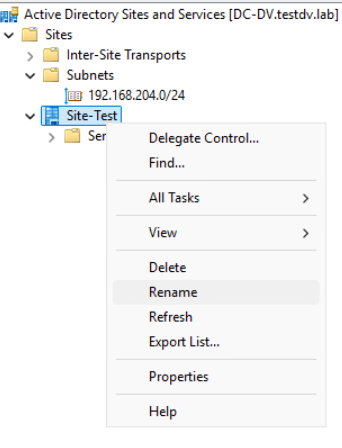 Active Directory Sites and Services [DC-DV.testdv.lab]
Sites
Inter-Site Transports
Subnets
192.168.204.0/24
Site-Test
Ser
Delegate Control...
Find...
All Tasks
View
Delete
Rename
Refresh
Export List...
Properties
Help